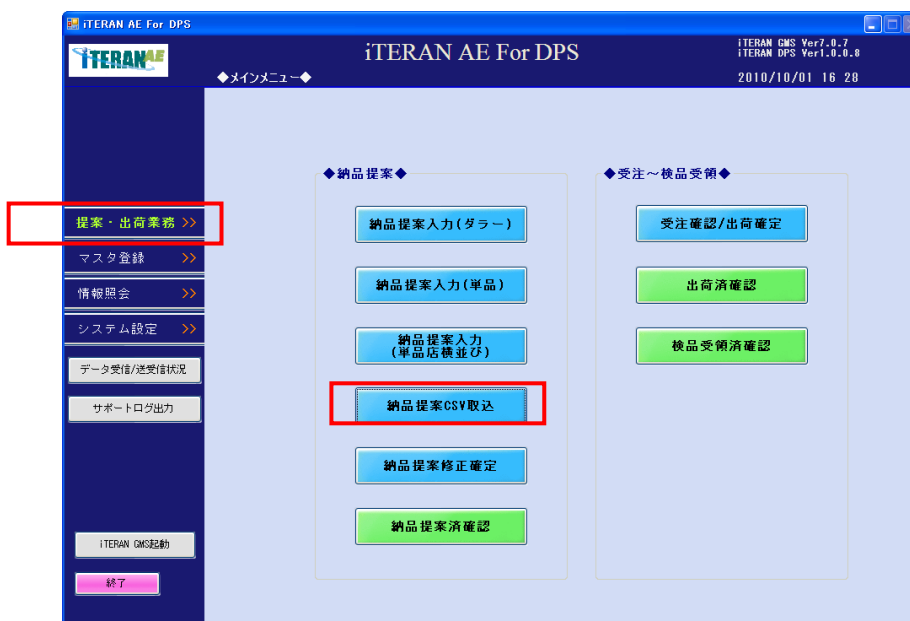 iTERAN AE For DPS
iTERAN AE
iTERAN AE For DPS
iTERAN GMS Ver7.0.7
iTERAN DPS Ver1.0.0.8
◆メインメニュー◆
2010/10/01 16 28
提案・出荷業務 >>
マスタ登録 >>
情報照会 >>
システム設定 >>
データ受信/送受信状況
サポートログ出力
iTERAN GMS起動
終了
◆納品提案◆
納品提案入力(ダラー)
納品提案入力(単品)
納品提案入力
(単品店横並び)
納品提案CSV取込
納品提案修正確定
納品提案済確認
◆受注～検品受領◆
受注確認/出荷確定
出荷済確認
検品受領済確認